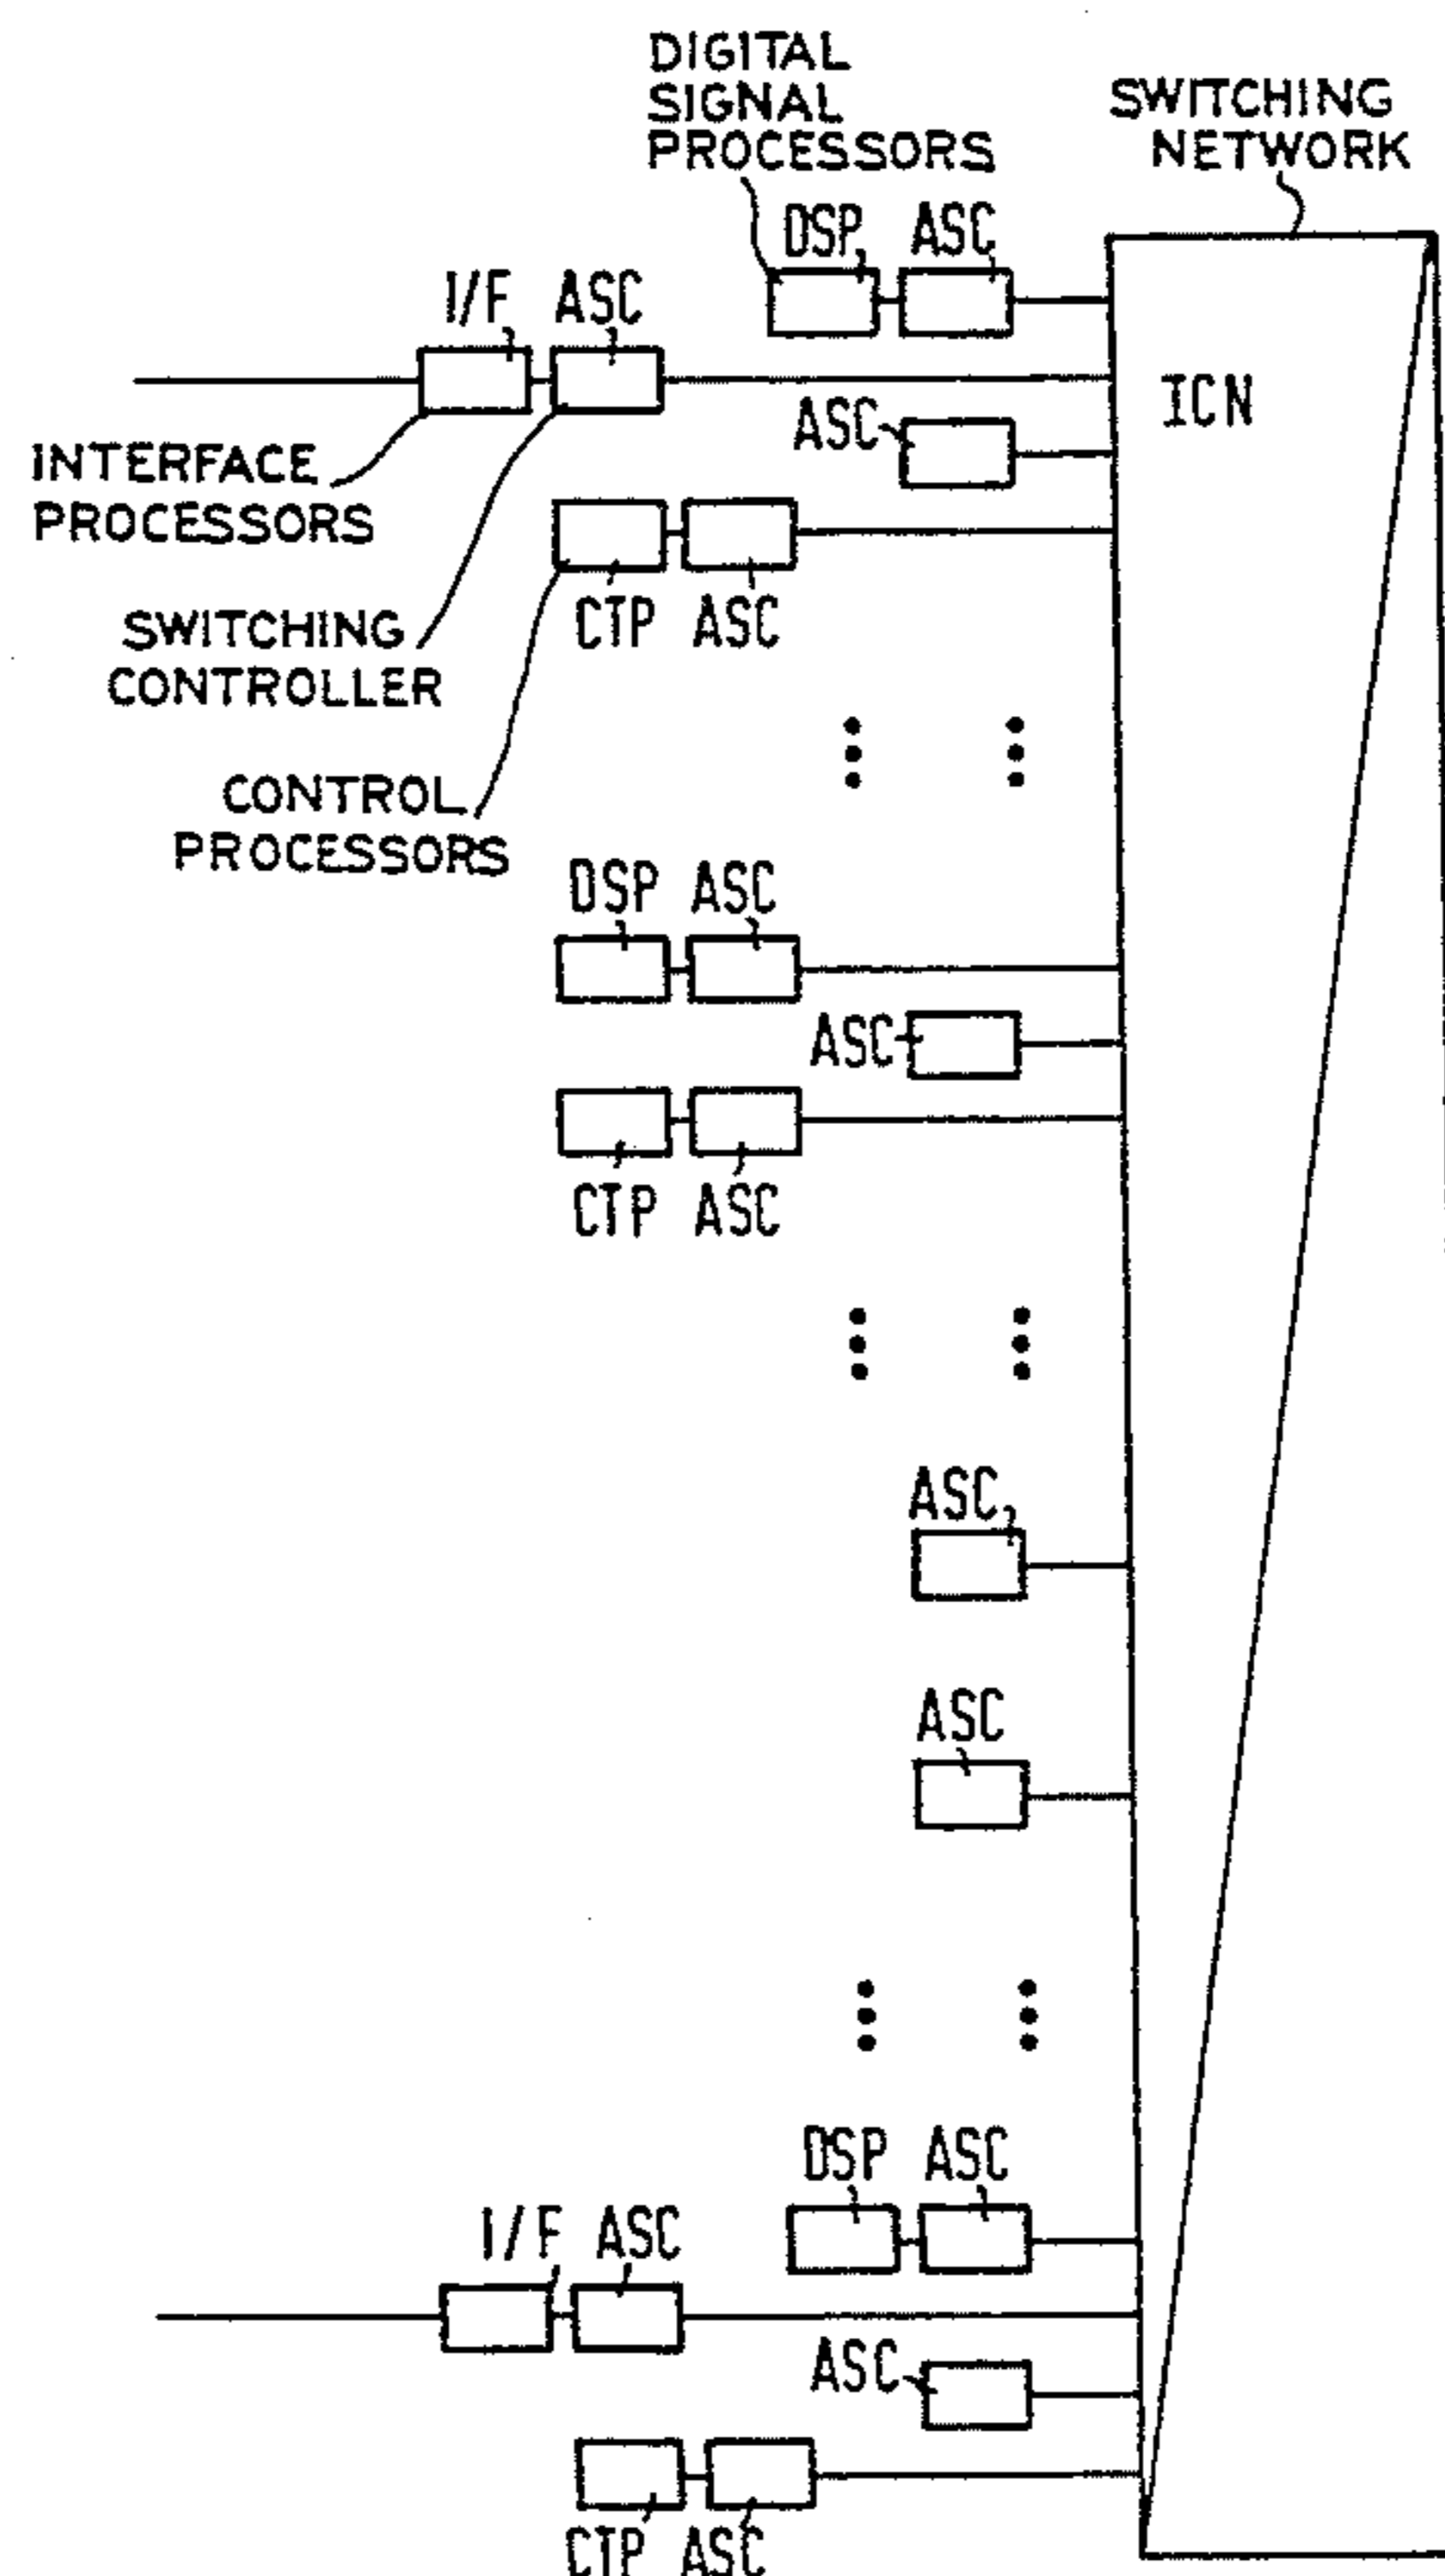 DIGITAL
SIGNAL
PROCESSORS
SWITCHING
NETWORK
DSP ASC
I/F ASC
ICN
ASC
INTERFACE
PROCESSORS
CTP ASC
SWITCHING
CONTROLLER
CONTROL
PROCESSORS
DSP ASC
ASC
CTP ASC
ASC
ASC
DSP ASC
I/F ASC
ASC
CTP ASC